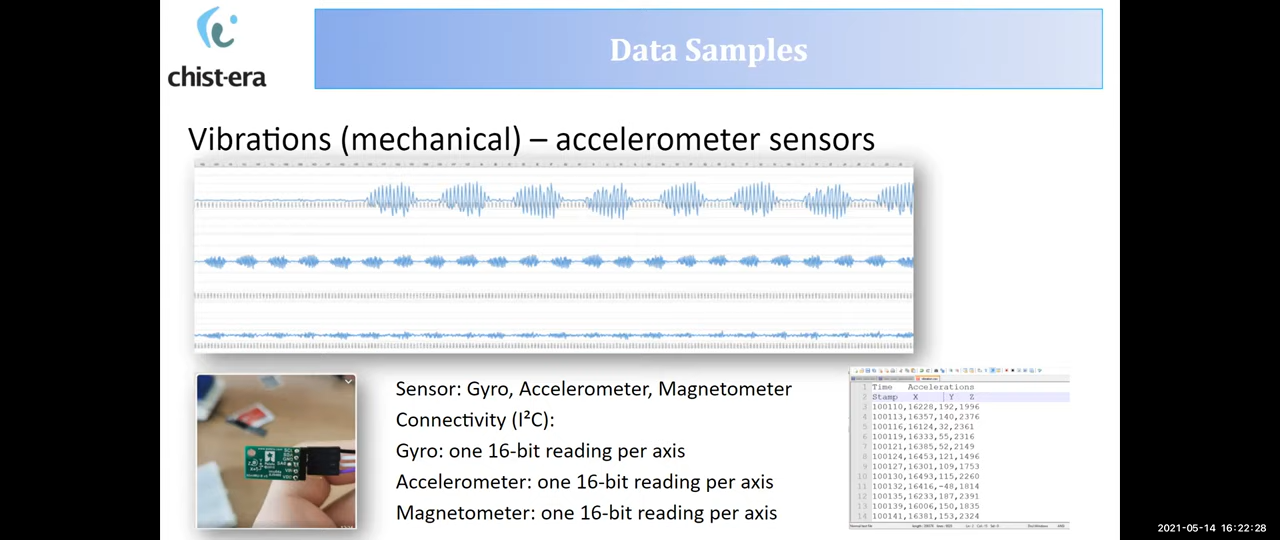 chist-era
Data Samples
Vibrations (mechanical) – accelerometer sensors
Sensor: Gyro, Accelerometer, Magnetometer
Connectivity (I²C):
Gyro: one 16-bit reading per axis
Accelerometer: one 16-bit reading per axis
Magnetometer: one 16-bit reading per axis
1 Time Accelerations
2 Stamp X Y Z
3 100110,16228,192,1996
4 100113,16357,140,2376
5 100116,16124,32,2361
6 100119,16333,55,2316
7 100121,16385,52,2149
8 100124,16453,121,1496
9 100127,16301,109,1753
10 100130,16493,115,2260
11 100132,16416,-48,1814
12 100135,16233,187,2391
13 100139,16006,150,1835
14 100141,16381,153,2324
2021-05-14 16:22:28